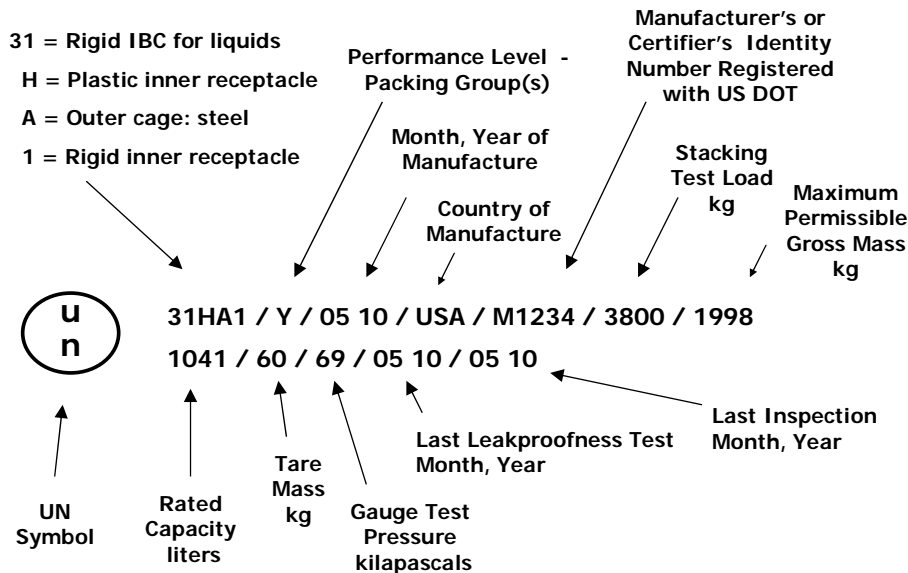 31 = Rigid IBC for liquids
H = Plastic inner receptacle
A = Outer cage: steel
1 = Rigid inner receptacle
Performance Level -
Packing Group(s)
Month, Year of
Manufacture
Country of
Manufacture
Manufacturer's or
Certifier's Identity
Number Registered
with US DOT
Stacking
Test Load
kg
Maximum
Permissible
Gross Mass
kg
u
n
31HA1 / Y / 05 10 / USA / M1234 / 3800 / 1998
1041 / 60 / 69 / 05 10 / 05 10
UN
Symbol
Rated
Capacity
liters
Tare
Mass
kg
Gauge Test
Pressure
kilapascals
Last Leakproofness Test
Month, Year
Last Inspection
Month, Year